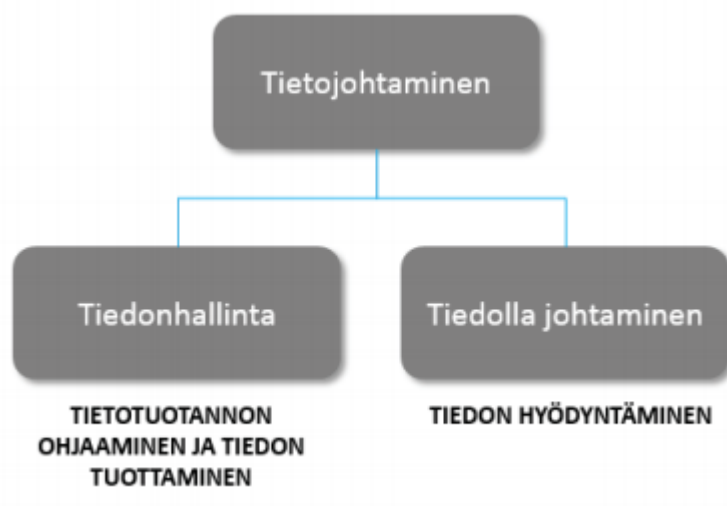 Tietojohtaminen
Tiedonhallinta
Tiedolla johtaminen
TIETOTUOTANNON
OHJAAMINEN JA TIEDON
TUOTTAMINEN
TIEDON HYÖDYNTÄMINEN